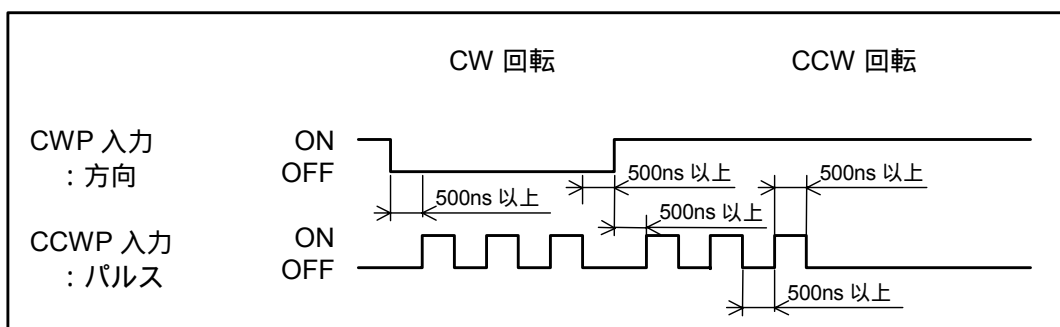 CW 回転
CCW 回転
CWP 入力
:方向
ON
OFF
500ns 以上
500ns 以上
500ns 以上
500ns 以上
CCWP 入力
:パルス
ON
OFF
500ns 以上